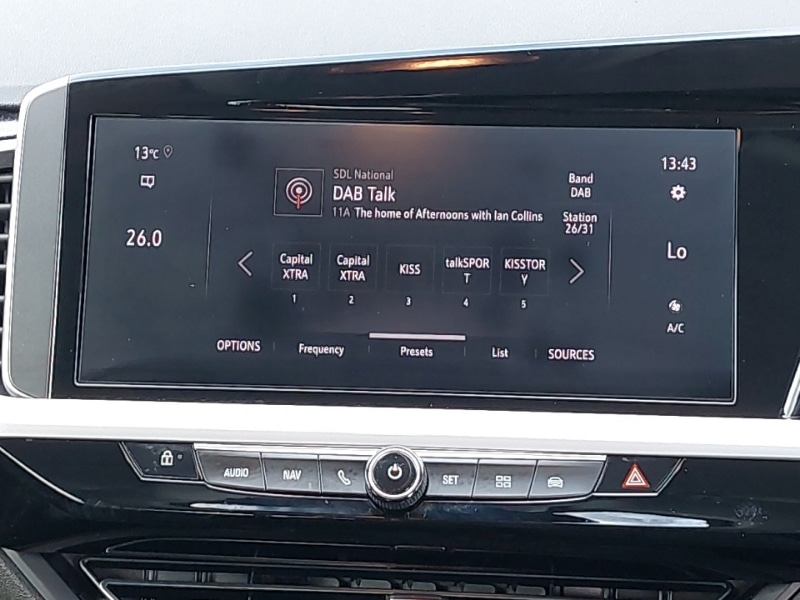 13°C
26.0
SDL National
DAB Talk
11A The home of Afternoons with Ian Collins
Band
DAB
Station
26/31
13:43
Lo
A/C
Capital
XTRA
1
Capital
XTRA
2
KISS
3
talkSPOR
T
4
KISSTOR
Y
5
OPTIONS
Frequency
Presets
List
SOURCES
AUDIO
NAV
SET